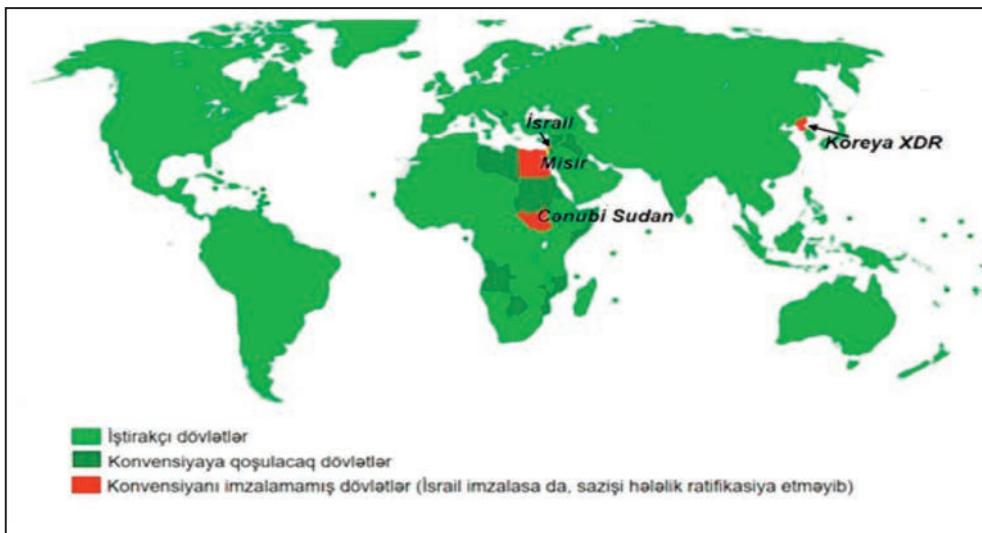 İsrail
Koreya XDR
Misir
Cənubi Sudan
İştirakçı dövlətlər
Konvensiyaya qoşulacaq dövlətlər
Konvensiyanı imzalamamış dövlətlər (İsrail imzalasa da, sazişi hələlik ratifikasiya etməyib)